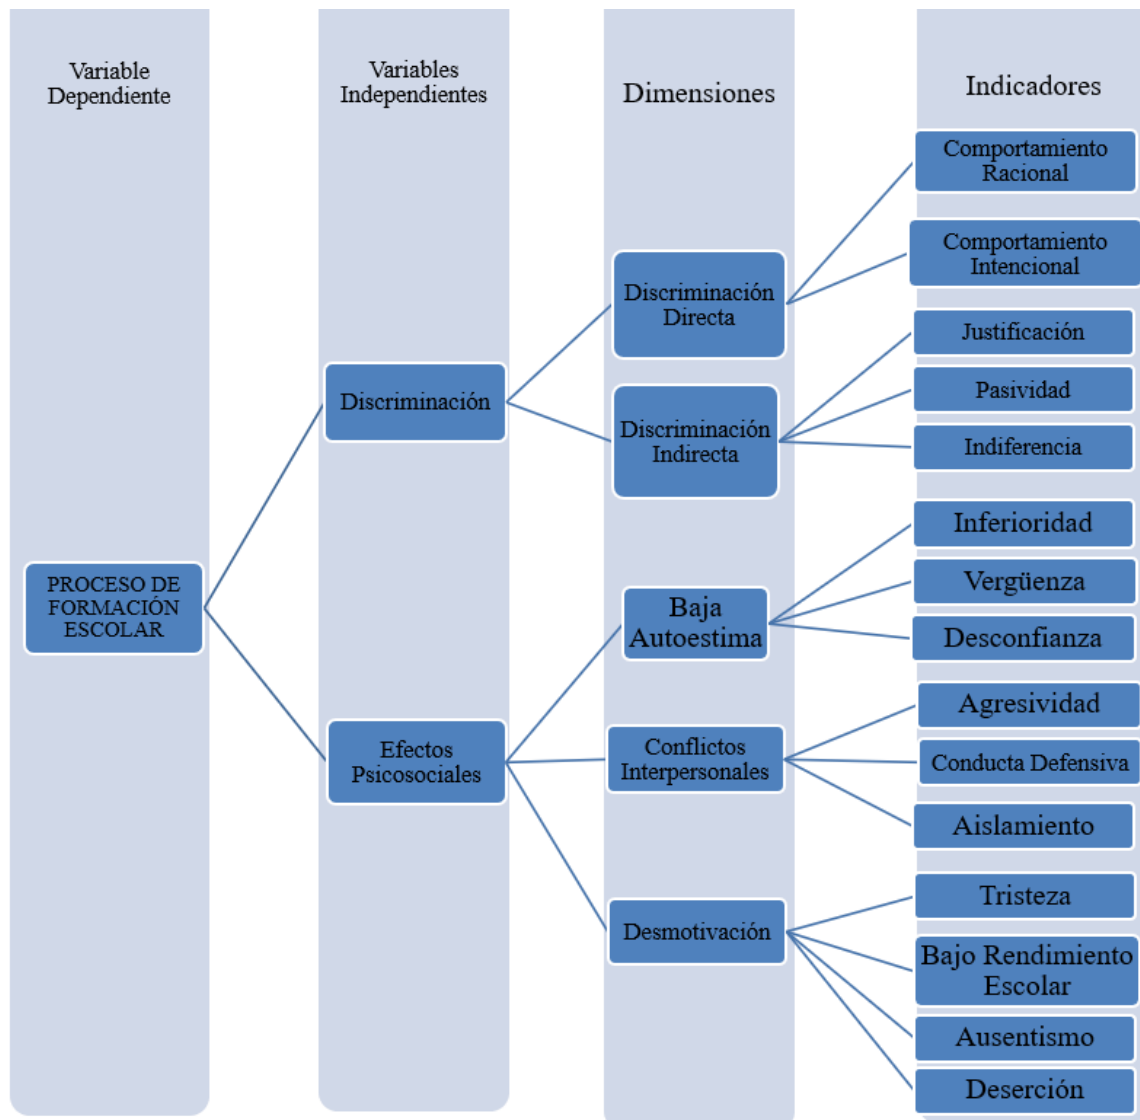 Variable
Dependiente
Variables
Independientes
Dimensiones
Indicadores
PROCESO DE
FORMACIÓN
ESCOLAR
Discriminación
Efectos
Psicosociales
Discriminación
Directa
Discriminación
Indirecta
Baja
Autoestima
Conflictos
Interpersonales
Desmotivación
Comportamiento
Racional
Comportamiento
Intencional
Justificación
Pasividad
Indiferencia
Inferioridad
Vergüenza
Desconfianza
Agresividad
Conducta Defensiva
Aislamiento
Tristeza
Bajo Rendimiento
Escolar
Ausentismo
Deserción